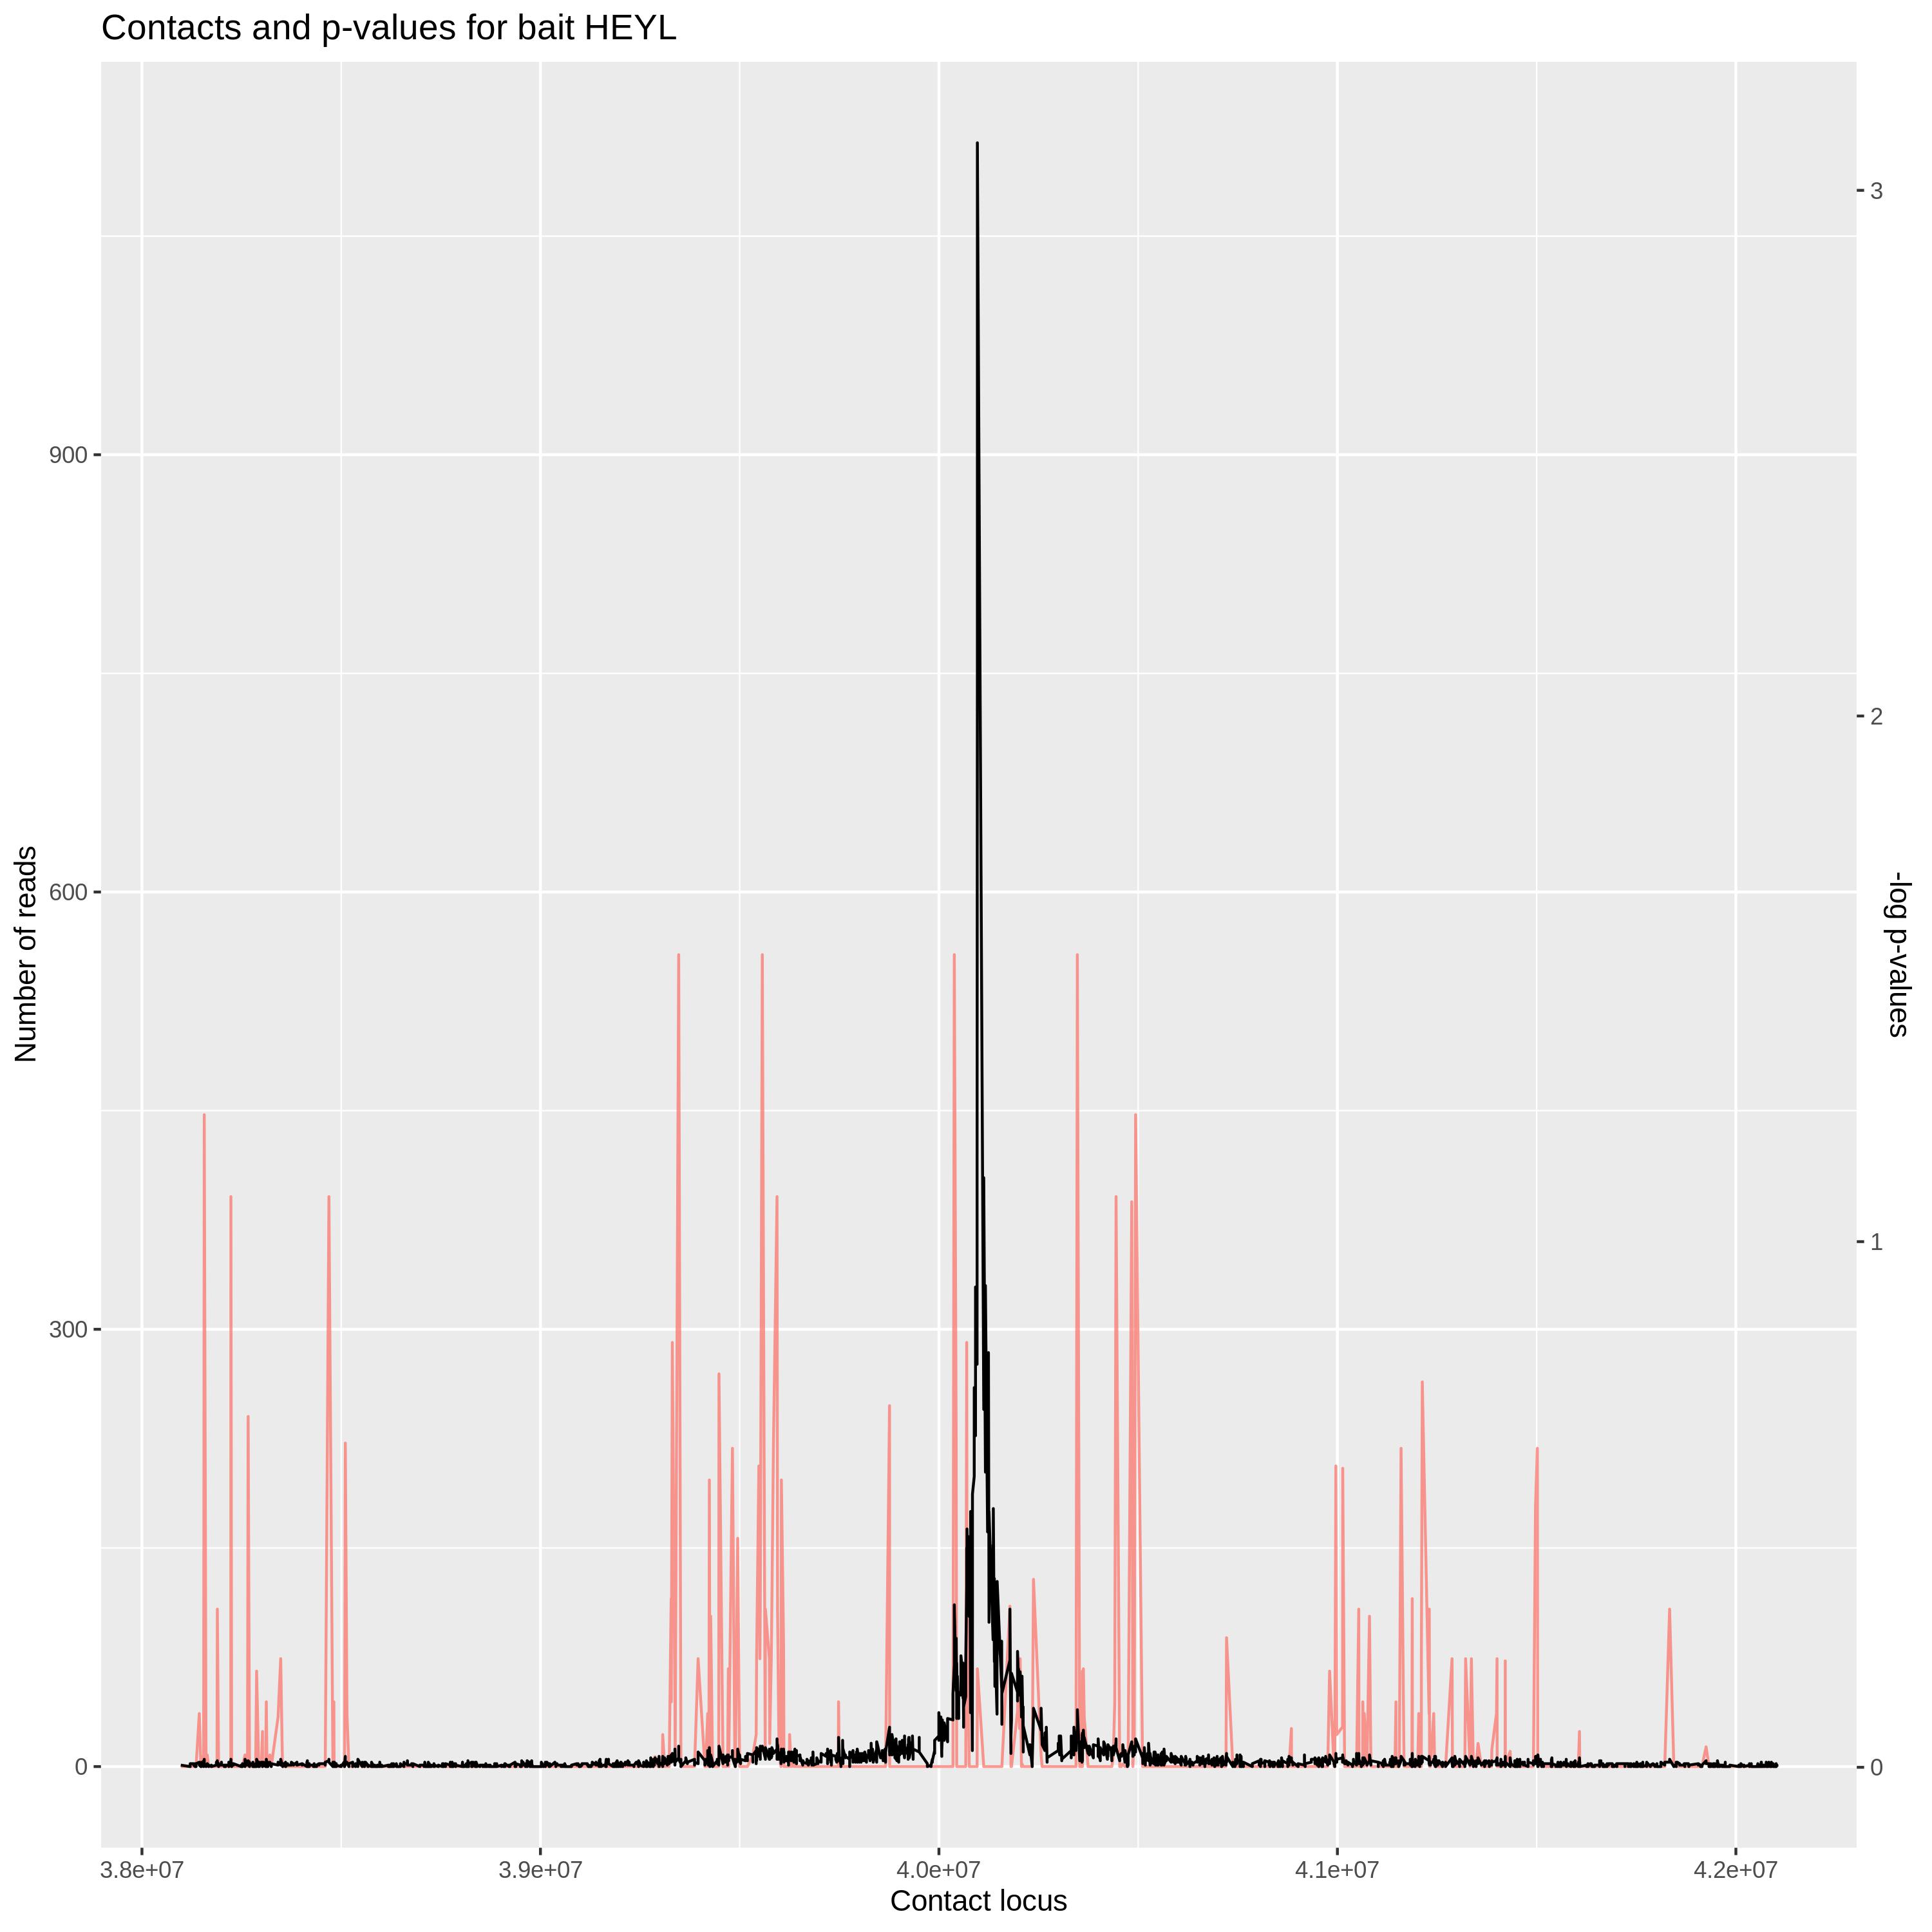 Contacts and p-values for bait HEYL
Number of reads
900
600
300
0
3
2
1
0
-log p-values
3.8e+07
3.9e+07
4.0e+07
4.1e+07
4.2e+07
Contact locus